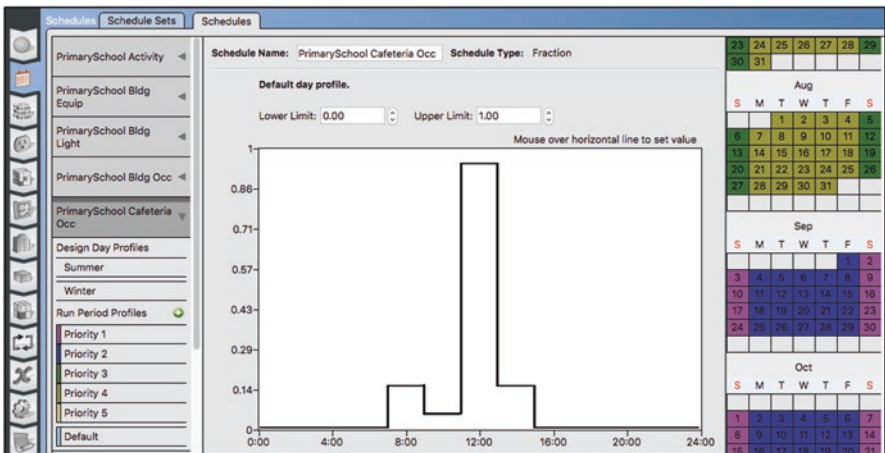 Schedules
Schedule Sets
Schedules
PrimarySchool Activity
PrimarySchool Bldg
Equip
PrimarySchool Bldg
Light
PrimarySchool Bldg Occ
PrimarySchool Cafeteria
Occ
Design Day Profiles
Summer
Winter
Run Period Profiles
Priority 1
Priority 2
Priority 3
Priority 4
Priority 5
Default
Schedule Name: PrimarySchool Cafeteria Occ Schedule Type: Fraction
Default day profile.
Lower Limit: 0.00 Upper Limit: 1.00
Mouse over horizontal line to set value
1
0.86
0.71
0.57
0.43
0.29
0.14
0
0:00 4:00 8:00 12:00 16:00 20:00 24:00
23 24 25 26 27 28 29
30 31
Aug
S M T W T F S
1 2 3 4 5
6 7 8 9 10 11 12
13 14 15 16 17 18 19
20 21 22 23 24 25 26
27 28 29 30 31
Sep
S M T W T F S
1 2
3 4 5 6 7 8 9
10 11 12 13 14 15 16
17 18 19 20 21 22 23
24 25 26 27 28 29 30
Oct
S M T W T F S
1 2 3 4 5 6 7
8 9 10 11 12 13 14
15 16 17 18 19 20 21